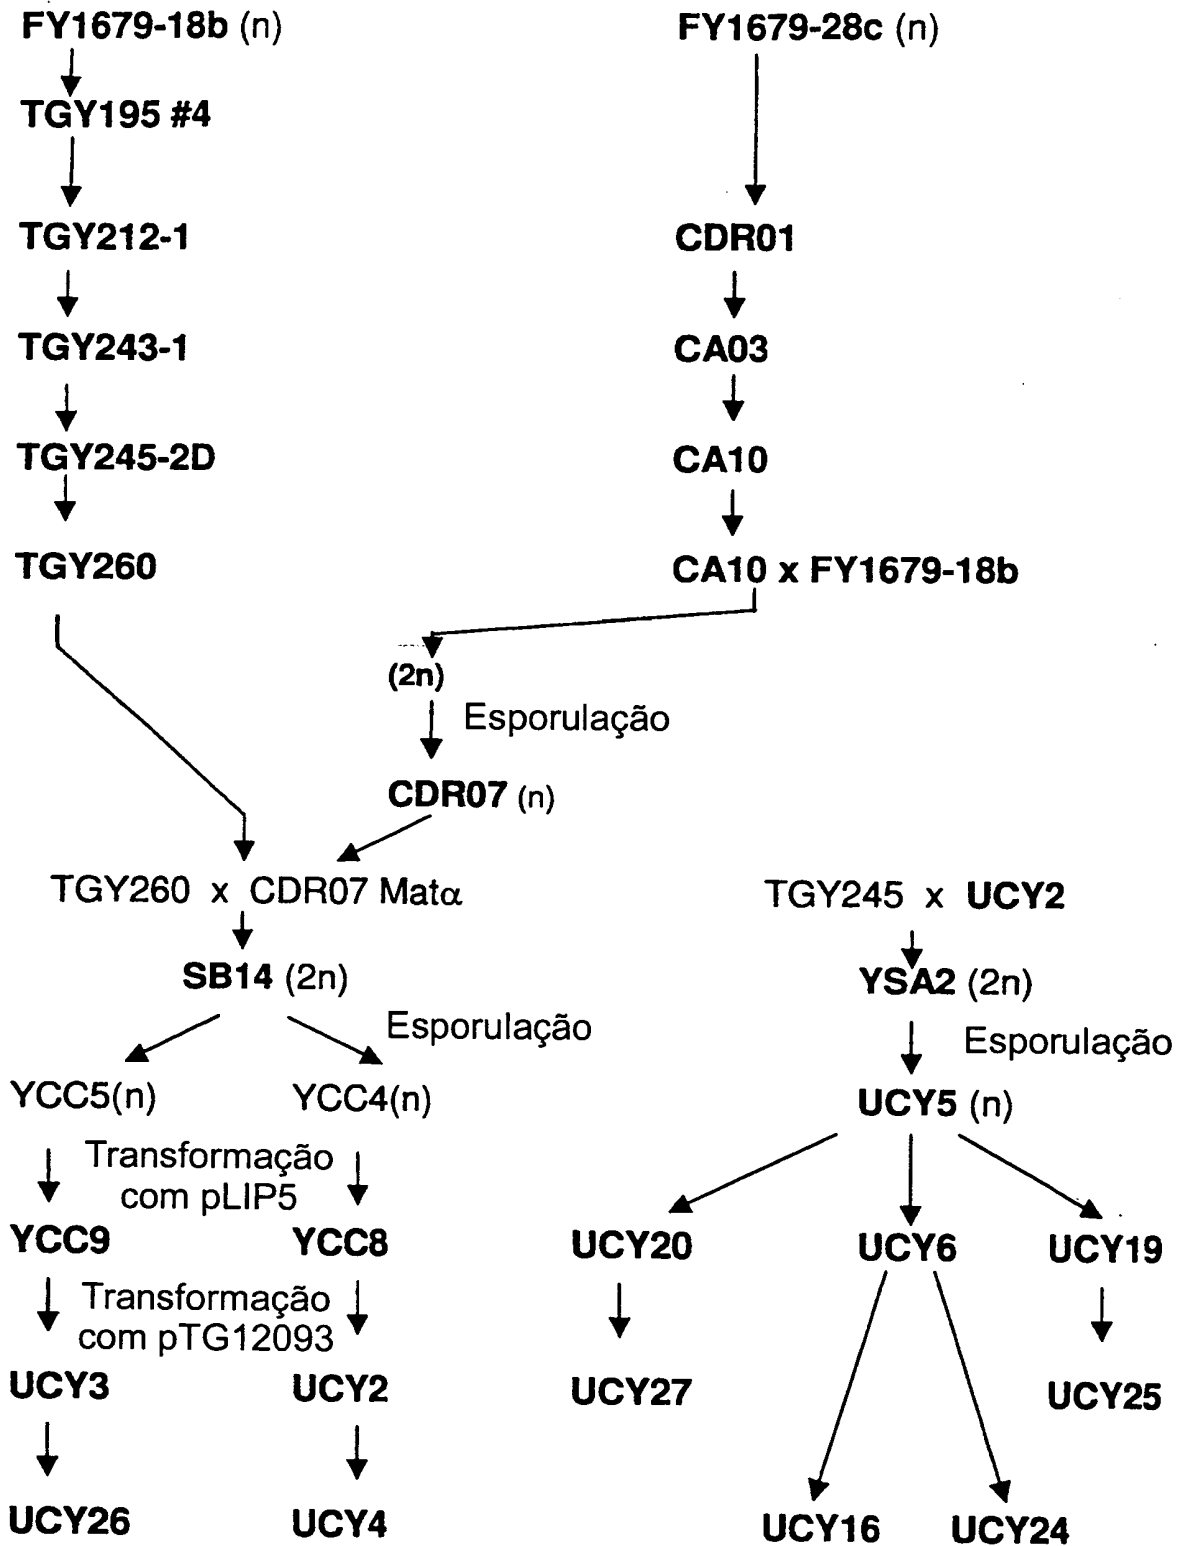 FY1679-18b (n)
FY1679-28c (n)
TGY195 #4
TGY212-1
CDR01
TGY243-1
CA03
TGY245-2D
CA10
TGY260
CA10 x FY1679-18b
(2n)
Esporulação
CDR07 (n)
TGY260 x CDR07 Matα
TGY245 x UCY2
SB14 (2n)
YSA2 (2n)
Esporulação
Esporulação
YCC5(n)
YCC4(n)
UCY5 (n)
Transformação
com pLIP5
YCC9
YCC8
UCY20
UCY6
UCY19
Transformação
com pTG12093
UCY3
UCY2
UCY27
UCY25
UCY26
UCY4
UCY16
UCY24